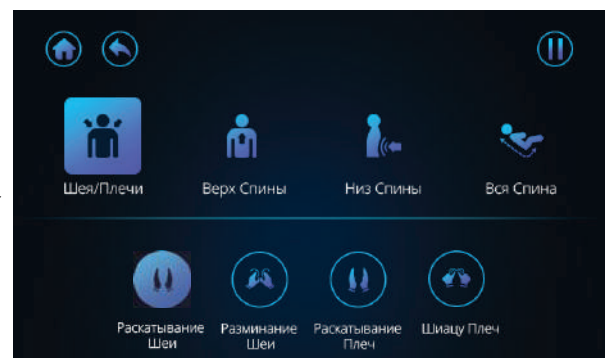 Шея/Плечи Верх Спины Низ Спины Вся Спина
Раскатывание Разминание Раскатывание Шиацу Плеч
Шеи Шеи Плеч